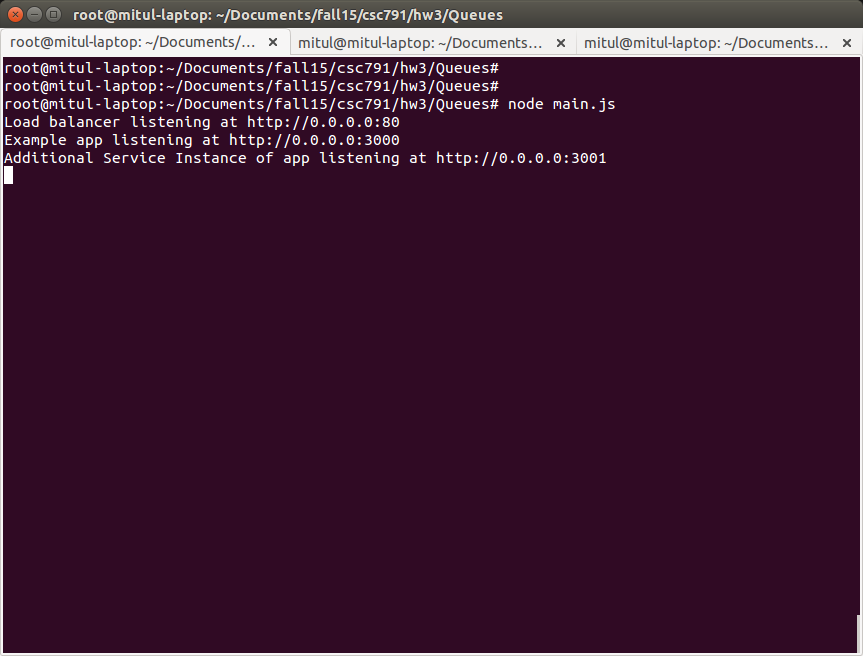 root@mitul-laptop: ~/Documents/fall15/csc791/hw3/Queues
root@mitul-laptop: ~/Documents/... mitul@mitul-laptop: ~/Documents... mitul@mitul-laptop: ~/Documents...
root@mitul-laptop:~/Documents/fall15/csc791/hw3/Queues#
root@mitul-laptop:~/Documents/fall15/csc791/hw3/Queues#
root@mitul-laptop:~/Documents/fall15/csc791/hw3/Queues# node main.js
Load balancer listening at http://0.0.0.0:80
Example app listening at http://0.0.0.0:3000
Additional Service Instance of app listening at http://0.0.0.0:3001